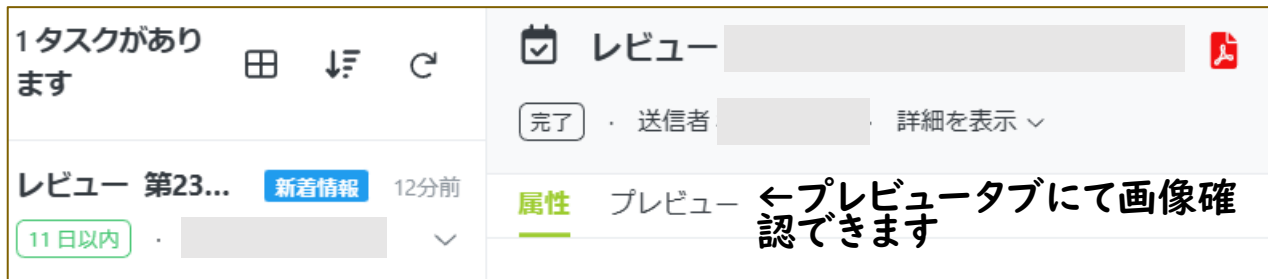 1 タスクがあり
ます
レビュー 第23...
新着情報
12分前
11 日以内
·
レビュー
完了 · 送信者
· 詳細を表示
属性 プレビュー
←プレビュータブにて画像確
認できます